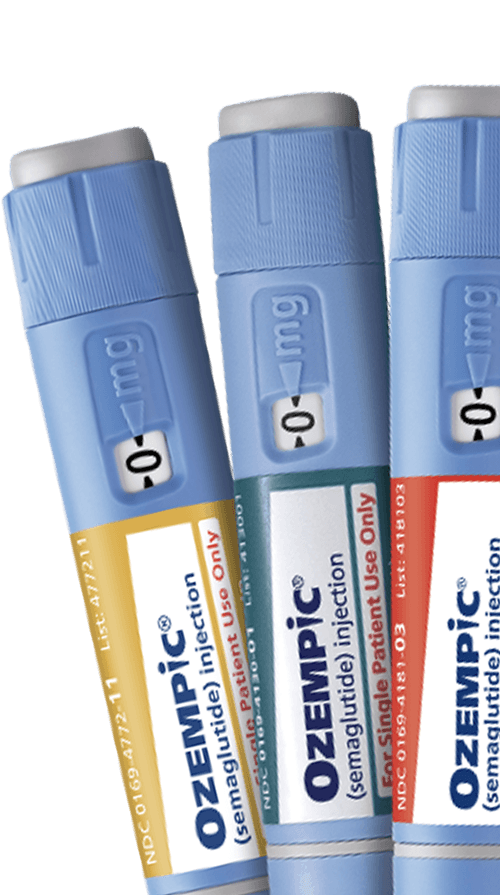 mg
0
List: 477211
NDC 0169-4772-11
OZEMPIC®
(semaglutide) injection
Single Patient Use Only
mg
0
List: 413001
NDC 0169-4130-01
OZEMPIC®
(semaglutide) injection
For Single Patient Use Only
mg
0
List: 418103
NDC 0169-4181-03
OZEMPIC®
(semaglutide) injection